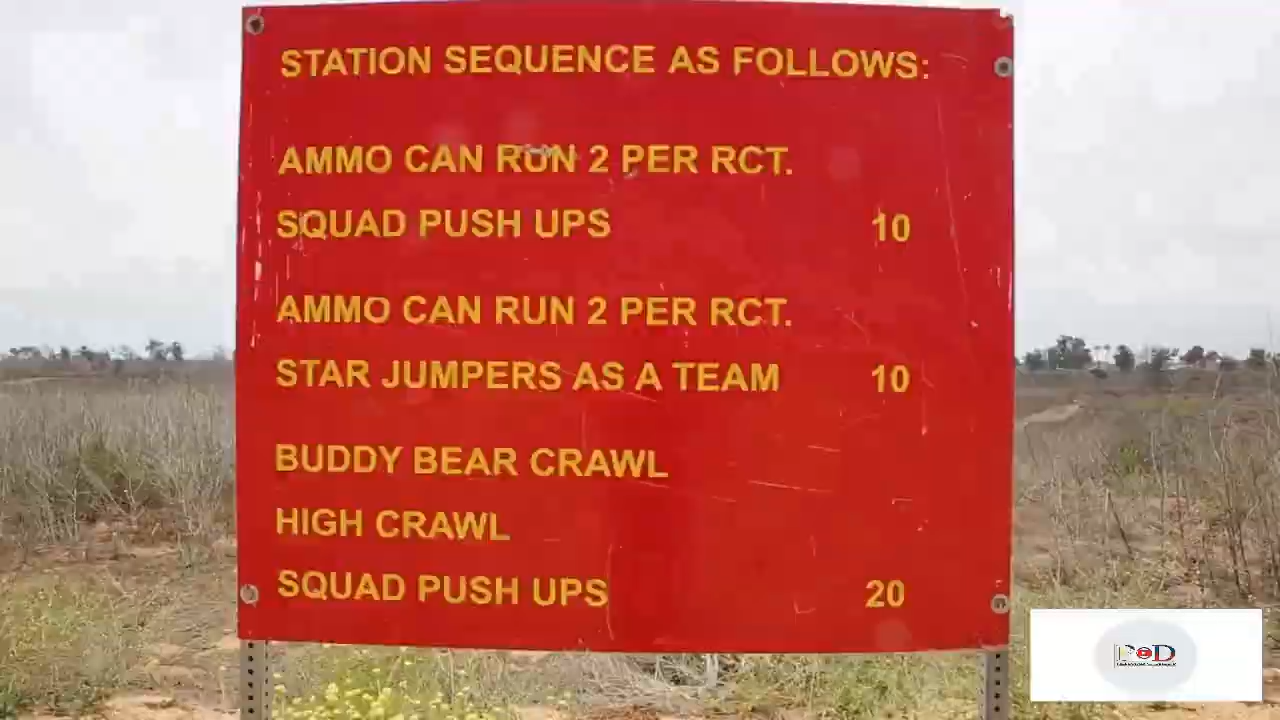 STATION SEQUENCE AS FOLLOWS:
AMMO CAN RUN 2 PER RCT.
SQUAD PUSH UPS 10
AMMO CAN RUN 2 PER RCT.
STAR JUMPERS AS A TEAM 10
BUDDY BEAR CRAWL
HIGH CRAWL
SQUAD PUSH UPS 20
PoD